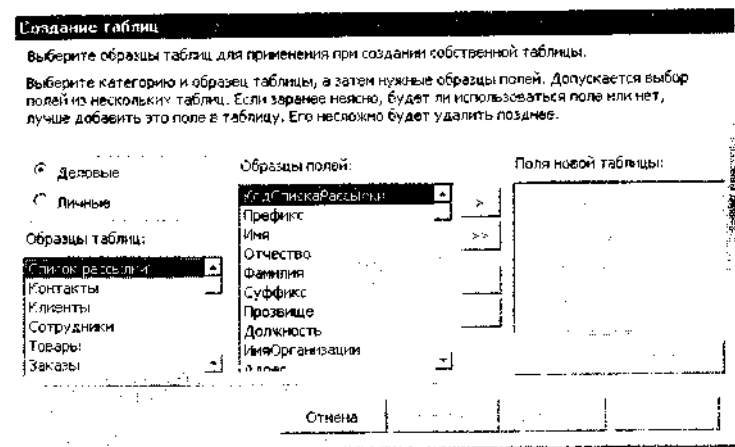 Создание таблиц
Выберите образцы таблиц для применения при создании собственной таблицы.
Выберите категорию и образец таблицы, а затем нужные образцы полей. Допускается выбор
полей из нескольких таблиц. Если заранее неясно, будет ли использоваться поле или нет,
лучше добавить это поле в таблицу. Его несложно будет удалить позднее.
Деловые
Личные
Образцы таблиц:
Список рассылки
Контакты
Клиенты
Сотрудники
Товары
Заказы
Образцы полей:
КодСпискаРассылки
Префикс
Имя
Отчество
Фамилия
Суффикс
Прозвище
Должность
ИмяОрганизации
Адрес
>
>>
Поля новой таблицы:
Отмена